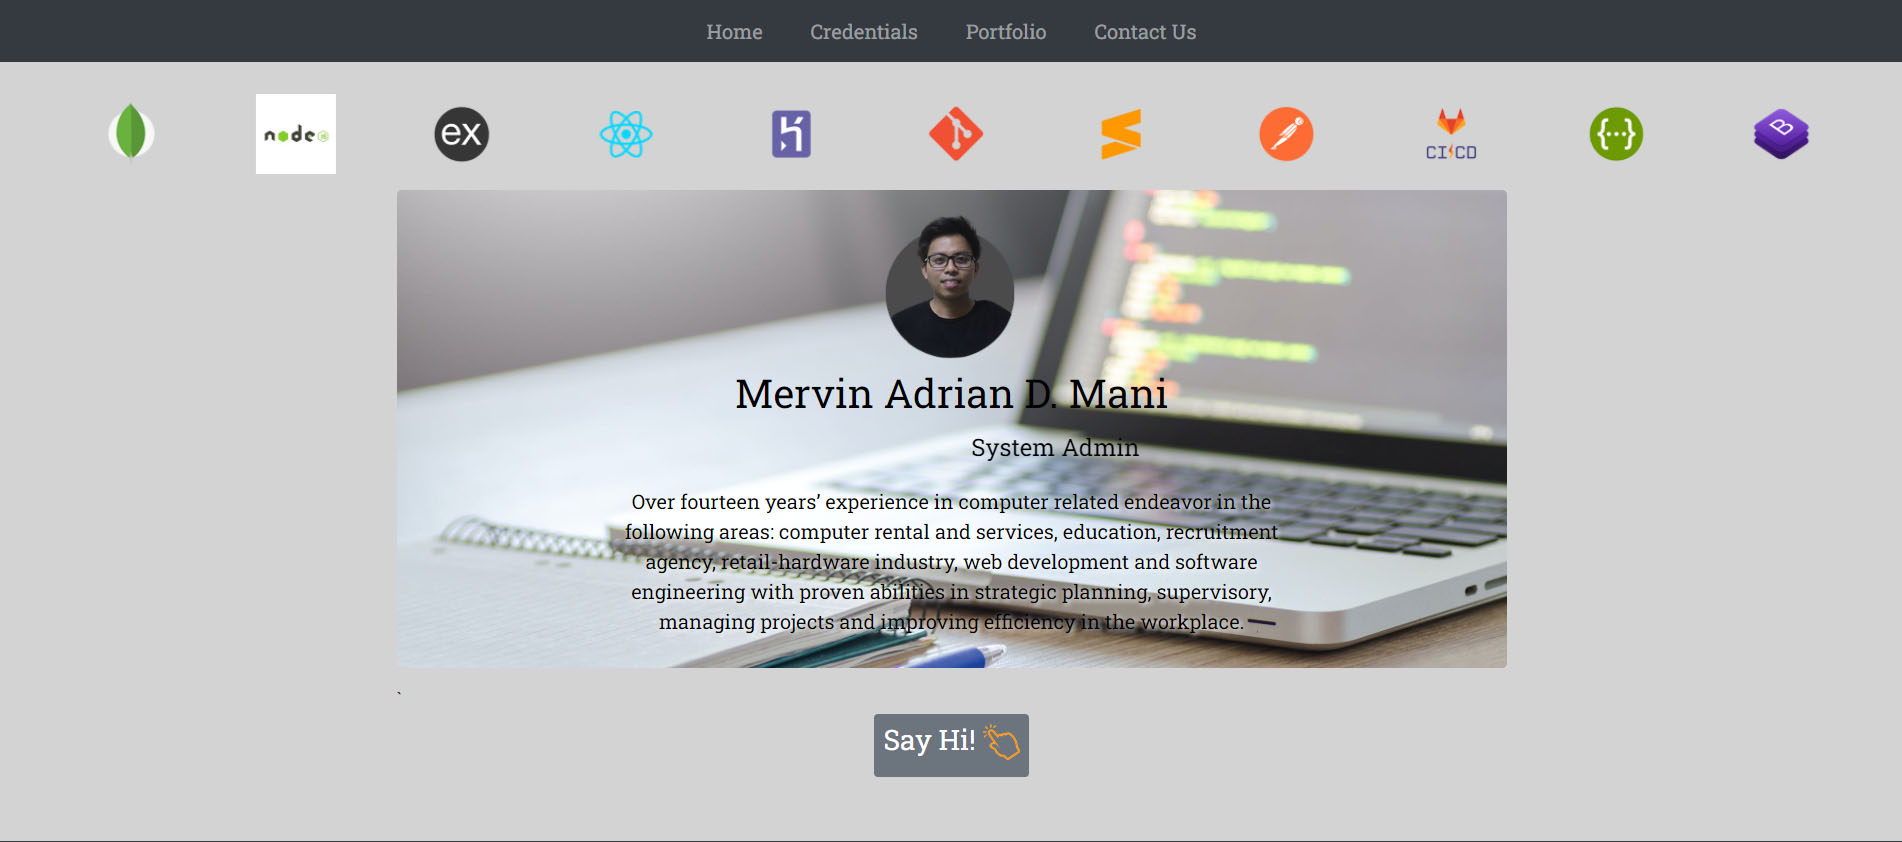 Home Credentials Portfolio Contact Us
node JS ex CI CD B
Mervin Adrian D. Mani
System Admin
Over fourteen years’ experience in computer related endeavor in the
following areas: computer rental and services, education, recruitment
agency, retail-hardware industry, web development and software
engineering with proven abilities in strategic planning, supervisory,
managing projects and improving efficiency in the workplace.
`
Say Hi!